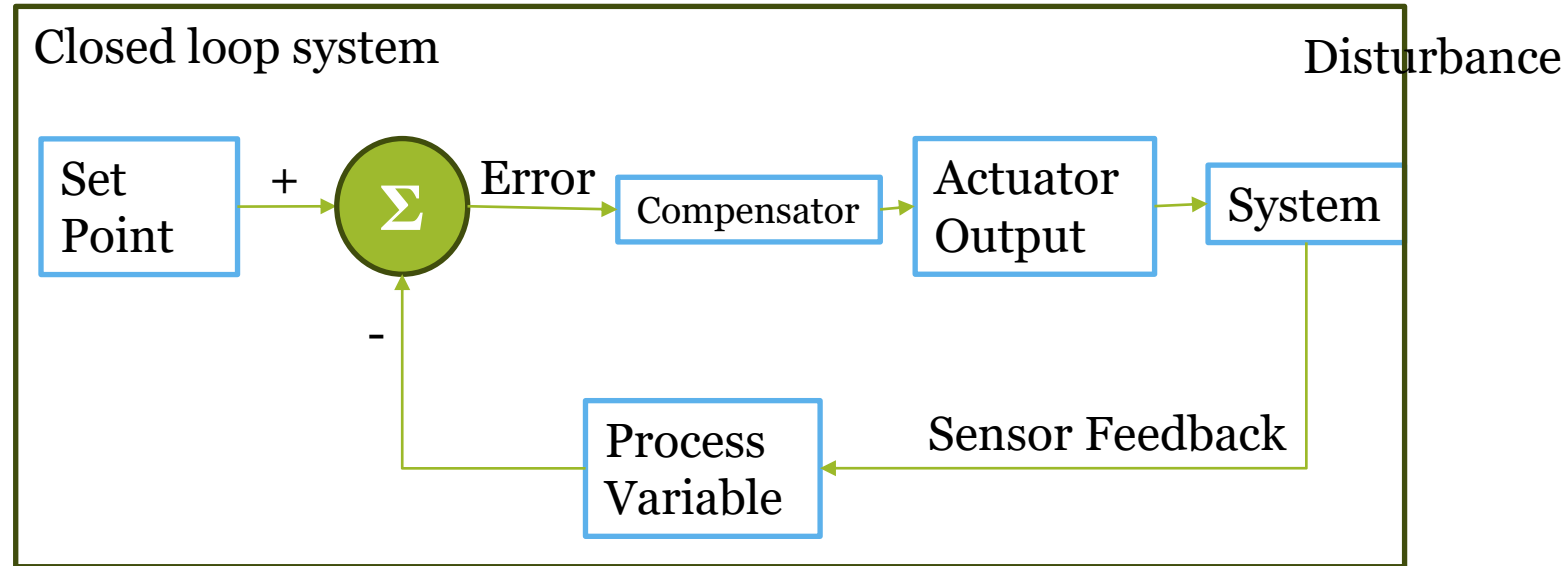 Closed loop system
Disturbance
Set
Point
+
Σ
Error
Compensator
Actuator
Output
System
-
Process
Variable
Sensor Feedback